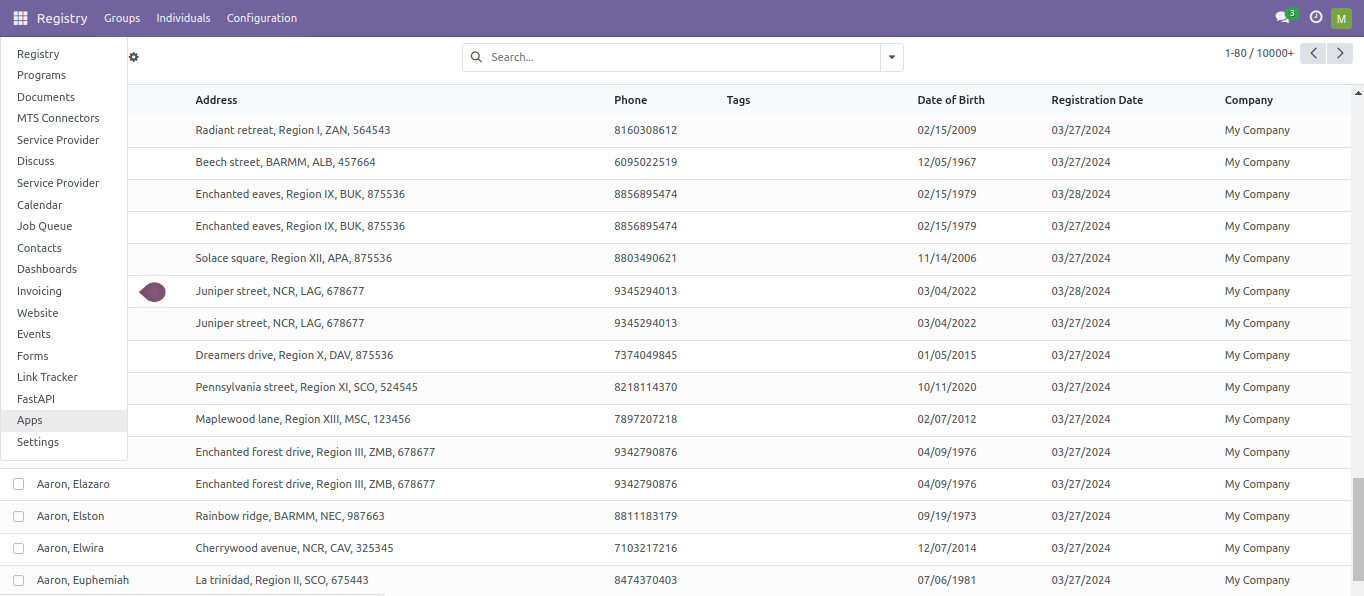 Registry Groups Individuals Configuration 3 M
Search... 1-80 / 10000+
Registry
Programs
Documents
MTS Connectors
Service Provider
Discuss
Service Provider
Calendar
Job Queue
Contacts
Dashboards
Invoicing
Website
Events
Forms
Link Tracker
FastAPI
Apps
Settings
Address Phone Tags Date of Birth Registration Date Company
Radiant retreat, Region I, ZAN, 564543 8160308612 02/15/2009 03/27/2024 My Company
Beech street, BARMM, ALB, 457664 6095022519 12/05/1967 03/27/2024 My Company
Enchanted eaves, Region IX, BUK, 875536 8856895474 02/15/1979 03/28/2024 My Company
Enchanted eaves, Region IX, BUK, 875536 8856895474 02/15/1979 03/27/2024 My Company
Solace square, Region XII, APA, 875536 8803490621 11/14/2006 03/27/2024 My Company
Juniper street, NCR, LAG, 678677 9345294013 03/04/2022 03/28/2024 My Company
Juniper street, NCR, LAG, 678677 9345294013 03/04/2022 03/27/2024 My Company
Dreamers drive, Region X, DAV, 875536 7374049845 01/05/2015 03/27/2024 My Company
Pennsylvania street, Region XI, SCO, 524545 8218114370 10/11/2020 03/27/2024 My Company
Maplewood lane, Region XIII, MSC, 123456 7897207218 02/07/2012 03/27/2024 My Company
Enchanted forest drive, Region III, ZMB, 678677 9342790876 04/09/1976 03/27/2024 My Company
Aaron, Elazaro Enchanted forest drive, Region III, ZMB, 678677 9342790876 04/09/1976 03/27/2024 My Company
Aaron, Elston Rainbow ridge, BARMM, NEC, 987663 8811183179 09/19/1973 03/27/2024 My Company
Aaron, Elwira Cherrywood avenue, NCR, CAV, 325345 7103217216 12/07/2014 03/27/2024 My Company
Aaron, Euphemiah La trinidad, Region II, SCO, 675443 8474370403 07/06/1981 03/27/2024 My Company